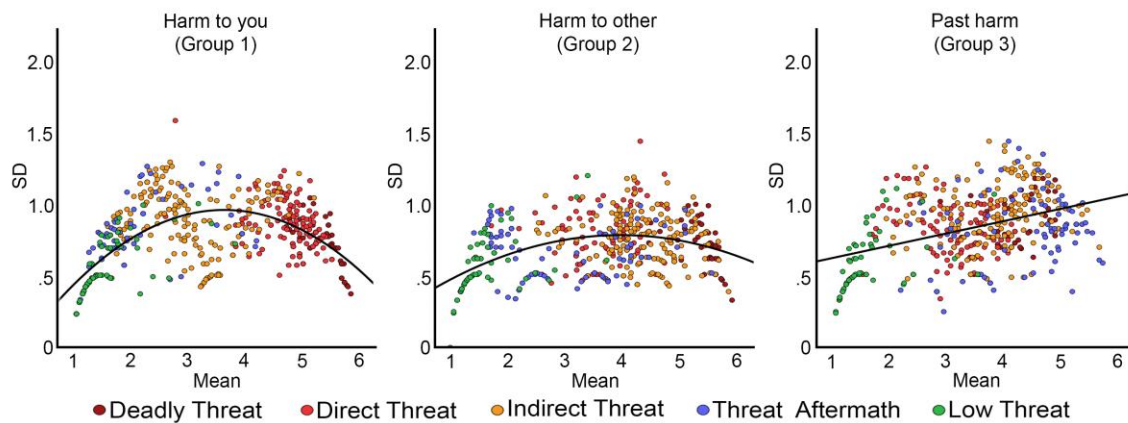 Harm to you
(Group 1)
Harm to other
(Group 2)
Past harm
(Group 3)
2.0
1.5
1.0
.5
0
SD
1 2 3 4 5 6
Mean
2.0
1.5
1.0
.5
0
SD
1 2 3 4 5 6
Mean
2.0
1.5
1.0
.5
0
SD
1 2 3 4 5 6
Mean
Deadly Threat Direct Threat Indirect Threat Threat Aftermath Low Threat